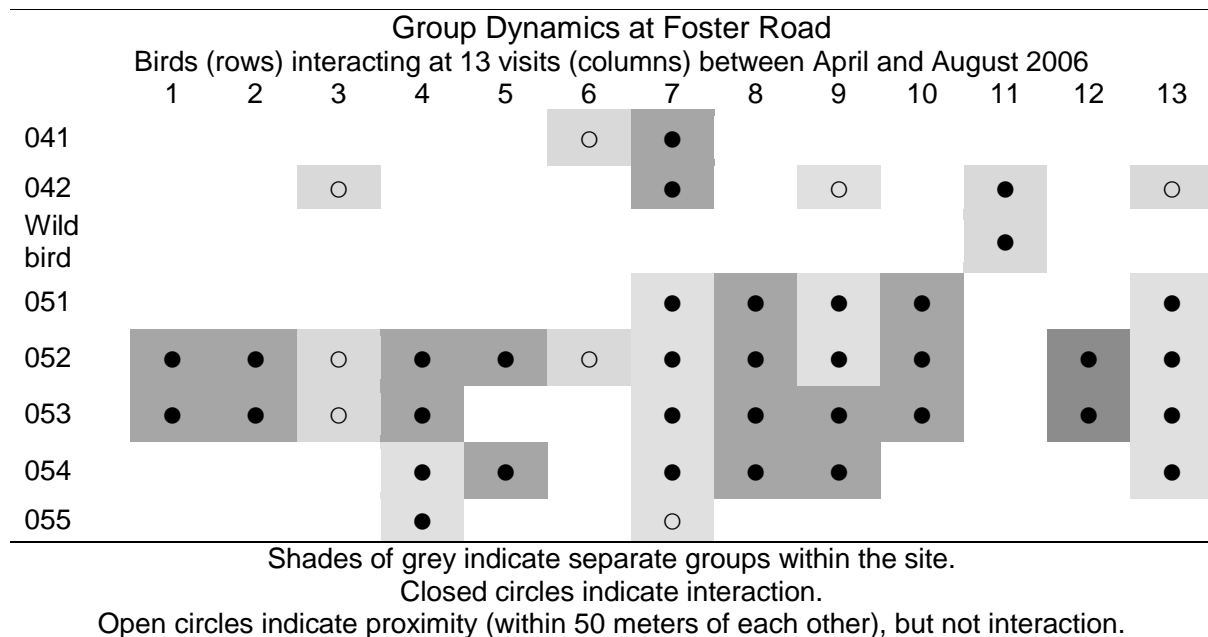 Group Dynamics at Foster Road
Birds (rows) interacting at 13 visits (columns) between April and August 2006
1 2 3 4 5 6 7 8 9 10 11 12 13
041 ○ ●
042 ○ ● ○ ● ○
Wild
bird ●
051 ● ● ● ● ●
052 ● ● ○ ● ● ○ ● ● ● ● ● ●
053 ● ● ○ ● ● ● ● ● ● ●
054 ● ● ● ● ● ●
055 ● ○
Shades of grey indicate separate groups within the site.
Closed circles indicate interaction.
Open circles indicate proximity (within 50 meters of each other), but not interaction.